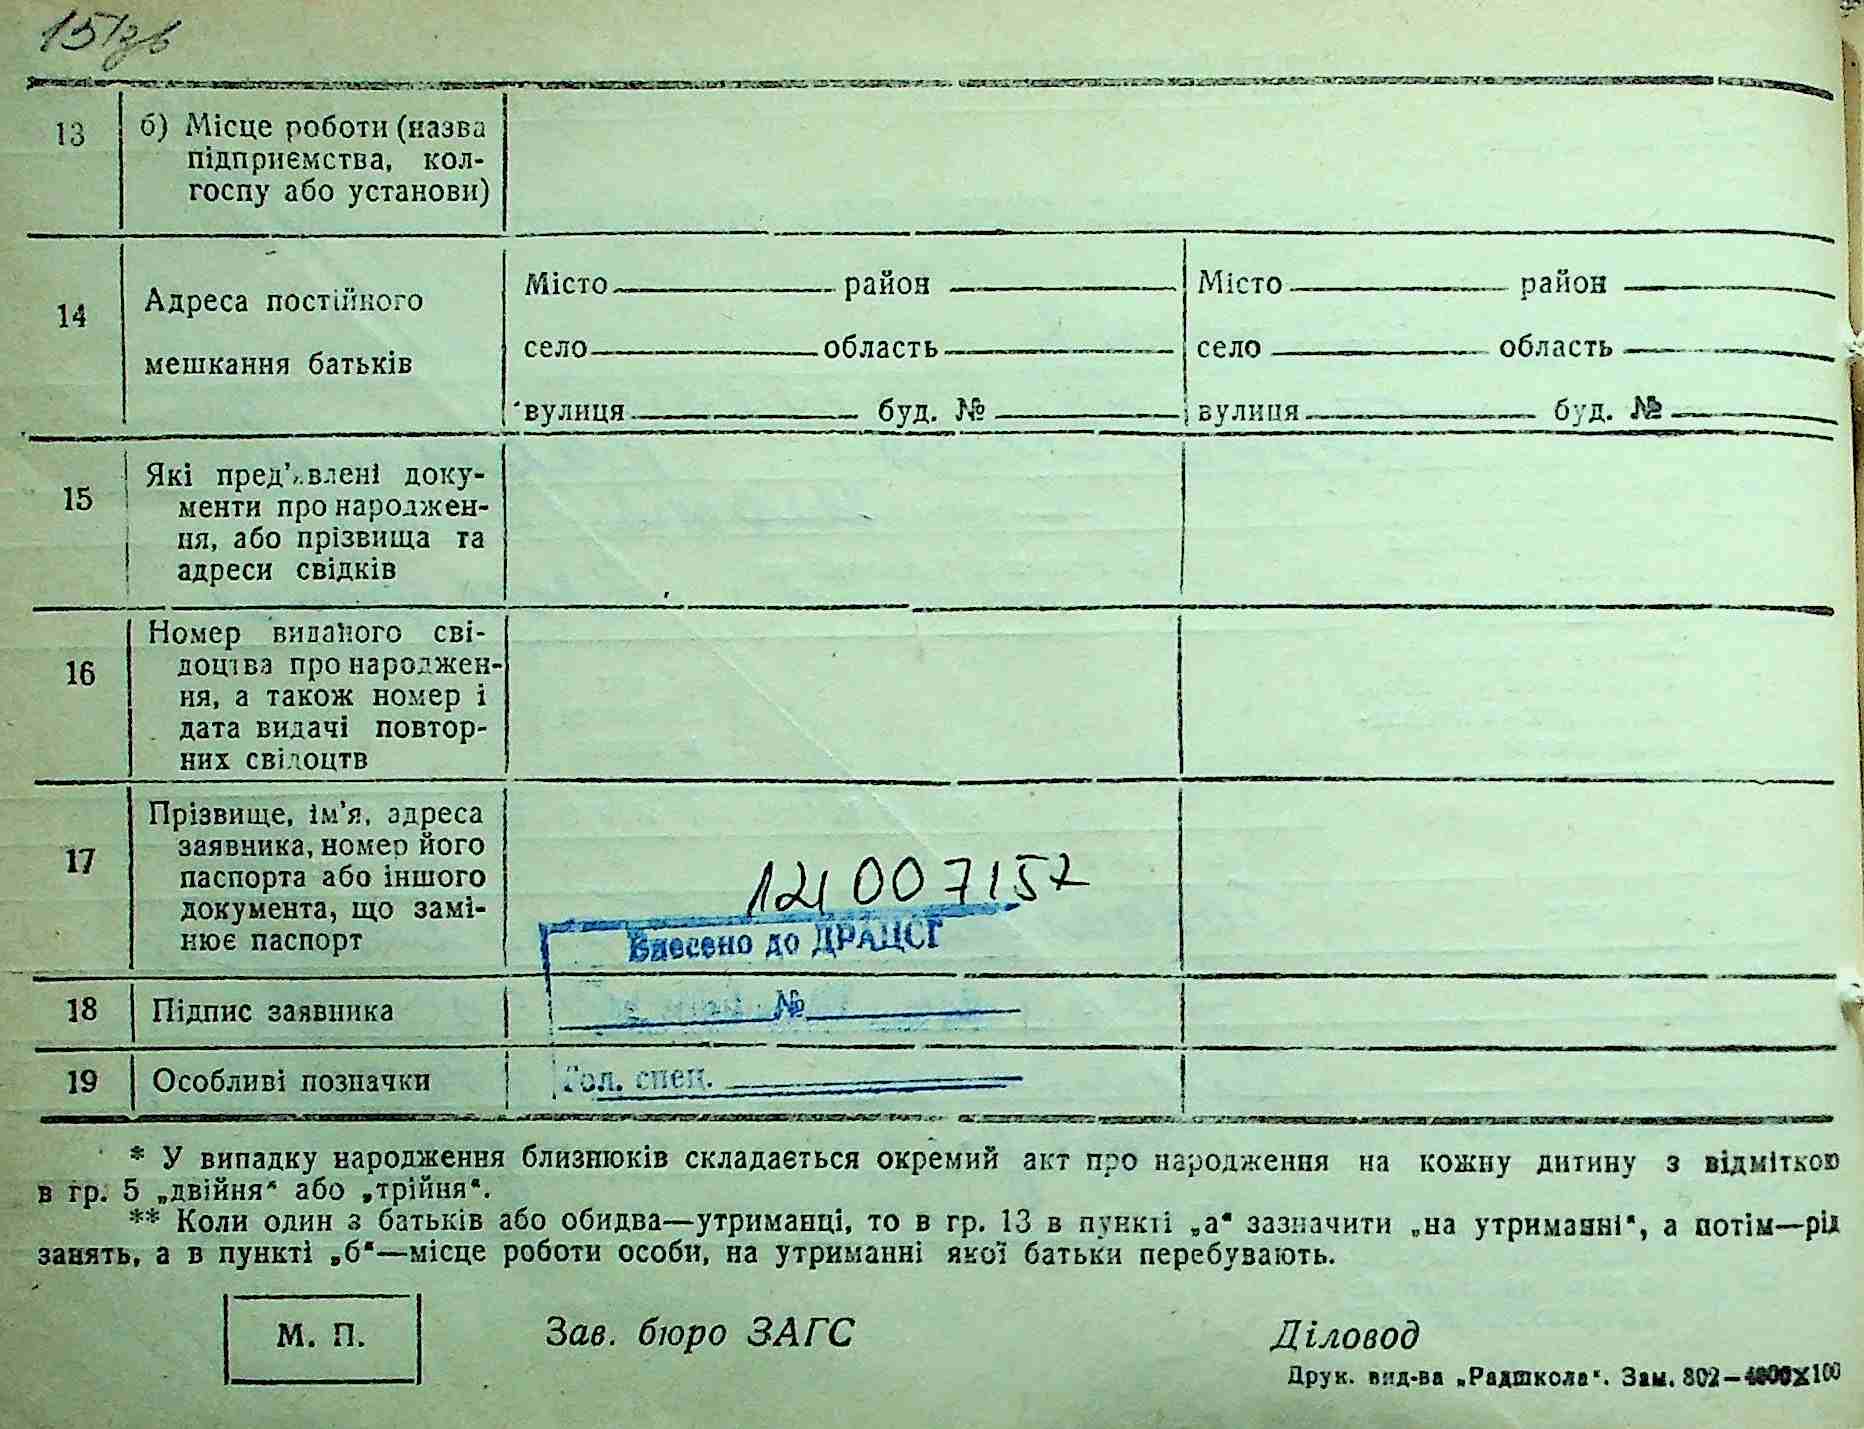 151зв
13
б) Місце роботи (назва
підприємства, кол-
госпу або установи)
14
Адреса постійного
мешкання батьків
Місто район
село область
вулиця буд. №
Місто район
село область
вулиця буд. №
15
Які пред'явлені доку-
менти про народжен-
ня, або прізвища та
адреси свідків
16
Номер виданого сві-
доцтва про народжен-
ня, а також номер і
дата видачі повтор-
них свідоцтв
17
Прізвище, ім'я, адреса
заявника, номер його
паспорта або іншого
документа, що замі-
нює паспорт
121007157
Внесено до ДРАЦСГ
№
Гол. спец.
18
Підпис заявника
19
Особливі позначки
* У випадку народження близнюків складається окремий акт про народження на кожну дитину з відміткою
в гр. 5 „двійня“ або „трійня“.
** Коли один з батьків або обидва—утриманці, то в гр. 13 в пункті „а“ зазначити „на утриманні“, а потім—рід
занять, а в пункті „б“—місце роботи особи, на утриманні якої батьки перебувають.
М. П.
Зав. бюро ЗАГС
Діловод
Друк. вид-ва „Радшкола“. Зам. 802—4000×100